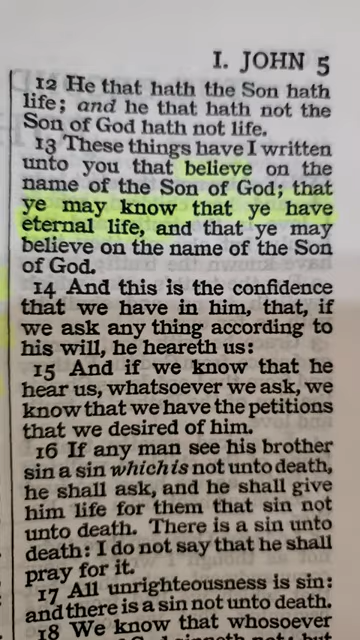 I. JOHN 5
12 He that hath the Son hath
life; and he that hath not the
Son of God hath not life.
13 These things have I written
unto you that believe on the
name of the Son of God; that
ye may know that ye have
eternal life, and that ye may
believe on the name of the Son
of God.
14 And this is the confidence
that we have in him, that, if
we ask any thing according to
his will, he heareth us:
15 And if we know that he
hear us, whatsoever we ask, we
know that we have the petitions
that we desired of him.
16 If any man see his brother
sin a sin which is not unto death,
he shall ask, and he shall give
him life for them that sin not
unto death. There is a sin unto
death: I do not say that he shall
pray for it.
17 All unrighteousness is sin:
and there is a sin not unto death.
18 We know that whosoever